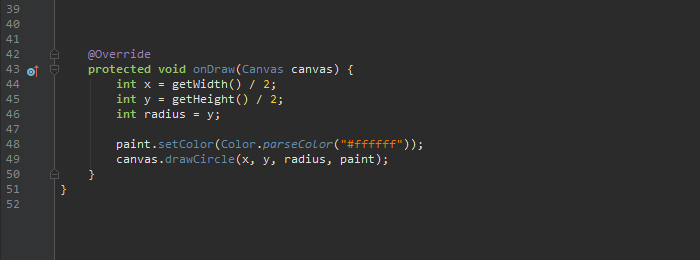 39
40
41
42 @Override
43 protected void onDraw(Canvas canvas) {
44 int x = getWidth() / 2;
45 int y = getHeight() / 2;
46 int radius = y;
47
48 paint.setColor(Color.parseColor("#ffffff"));
49 canvas.drawCircle(x, y, radius, paint);
50 }
51 }
52